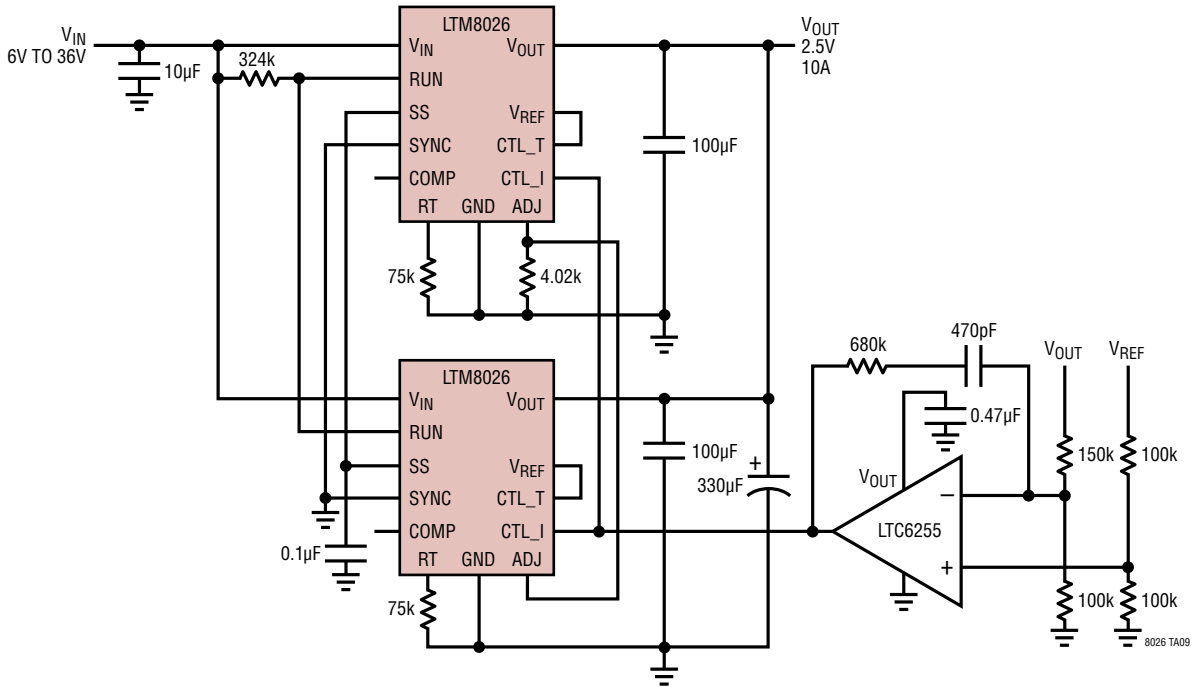 VIN
6V TO 36V
10µF
324k
LTM8026
VIN
VOUT
RUN
SS
VREF
SYNC
CTL_T
COMP
CTL_I
RT
GND
ADJ
VOUT
2.5V
10A
100µF
75k
4.02k
LTM8026
VIN
VOUT
RUN
SS
VREF
SYNC
CTL_T
COMP
CTL_I
RT
GND
ADJ
0.1µF
75k
100µF
+
330µF
680k
470pF
VOUT
VREF
0.47µF
150k
100k
VOUT
−
LTC6255
+
100k
100k
8026 TA09